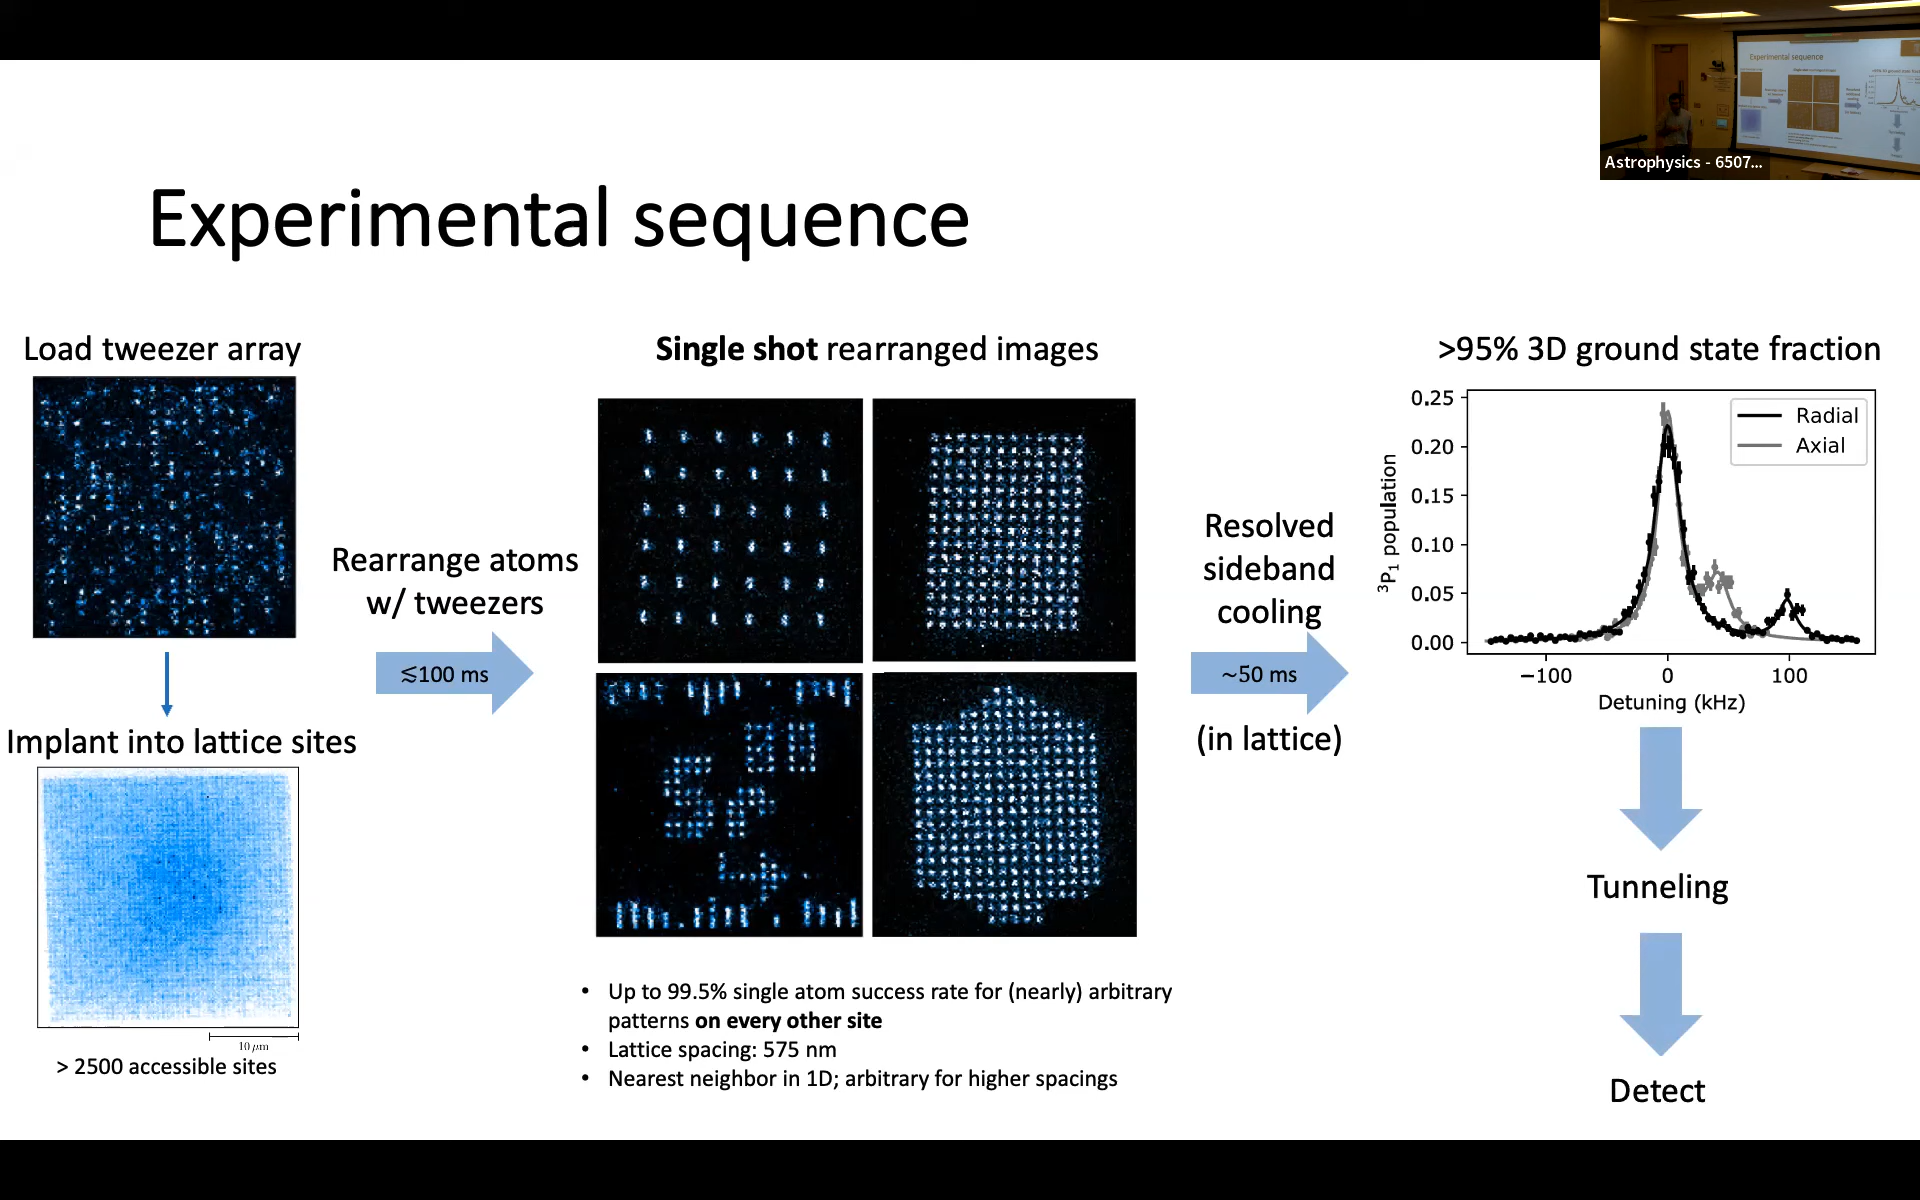 Astrophysics - 6507...
Experimental sequence
Experimental sequence
Load tweezer array
Implant into lattice sites
10 μm
> 2500 accessible sites
Rearrange atoms
w/ tweezers
≲100 ms
Single shot rearranged images
Sr
• Up to 99.5% single atom success rate for (nearly) arbitrary
patterns on every other site
• Lattice spacing: 575 nm
• Nearest neighbor in 1D; arbitrary for higher spacings
Resolved
sideband
cooling
~50 ms
(in lattice)
>95% 3D ground state fraction
Radial
Axial
³P₁ population
0.25
0.20
0.15
0.10
0.05
0.00
−100 0 100
Detuning (kHz)
Tunneling
Detect